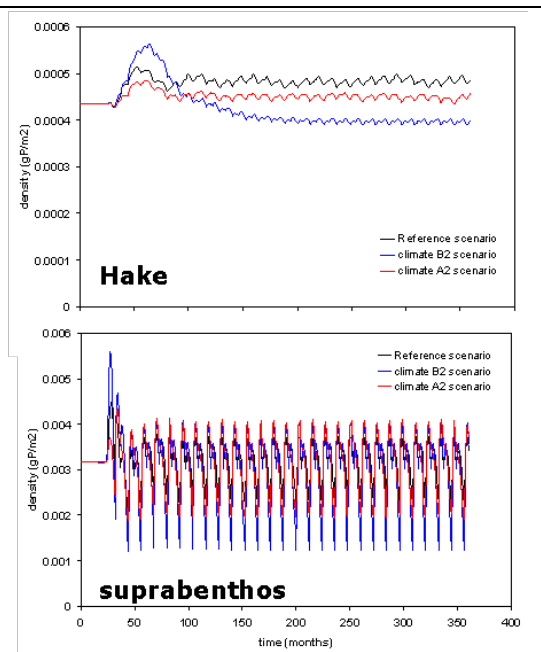 0.0006
0.0005
0.0004
0.0003
0.0002
0.0001
0
density (gP/m2)
Reference scenario
climate B2 scenario
climate A2 scenario
Hake
0.006
0.005
0.004
0.003
0.002
0.001
0
density (gP/m2)
Reference scenario
climate B2 scenario
climate A2 scenario
suprabenthos
0 50 100 150 200 250 300 350 400
time (months)